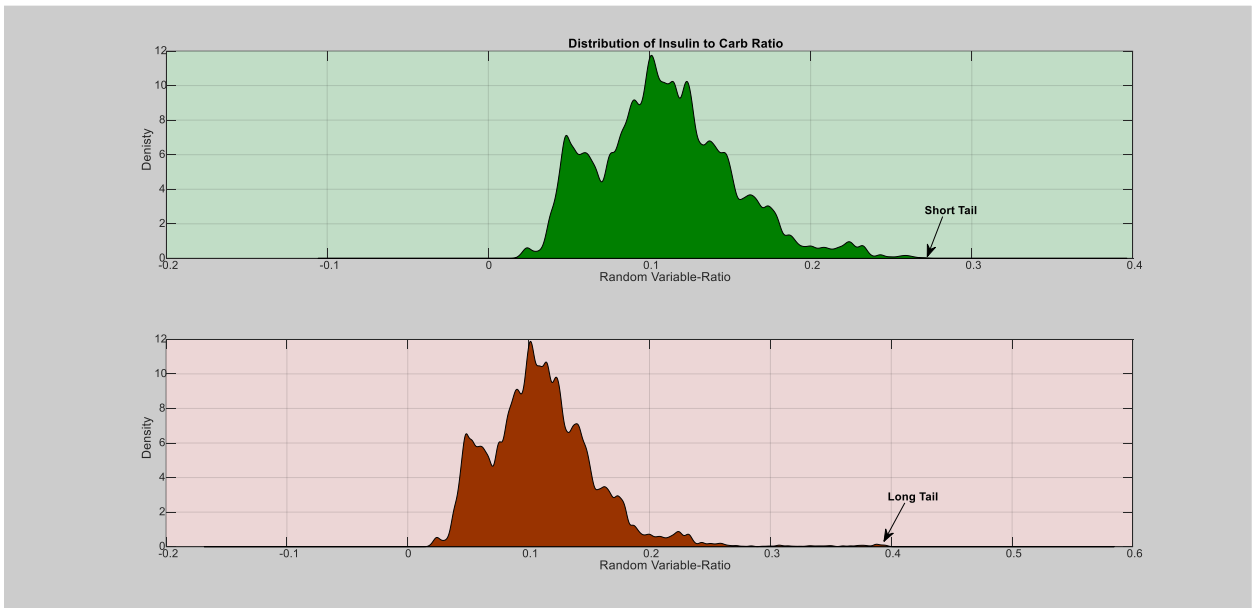 Distribution of Insulin to Carb Ratio
12
10
8
6
4
2
0
Denisty
Short Tail
-0.2 -0.1 0 0.1 0.2 0.3 0.4
Random Variable-Ratio
12
10
8
6
4
2
0
Density
Long Tail
-0.2 -0.1 0 0.1 0.2 0.3 0.4 0.5 0.6
Random Variable-Ratio